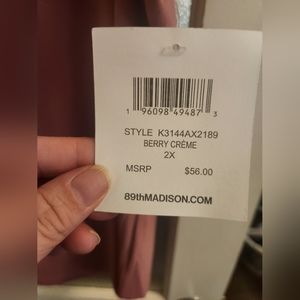 1 96098 49487 3
STYLE K3144AX2189
BERRY CRÈME
2X
MSRP $56.00
89thMADISON.COM